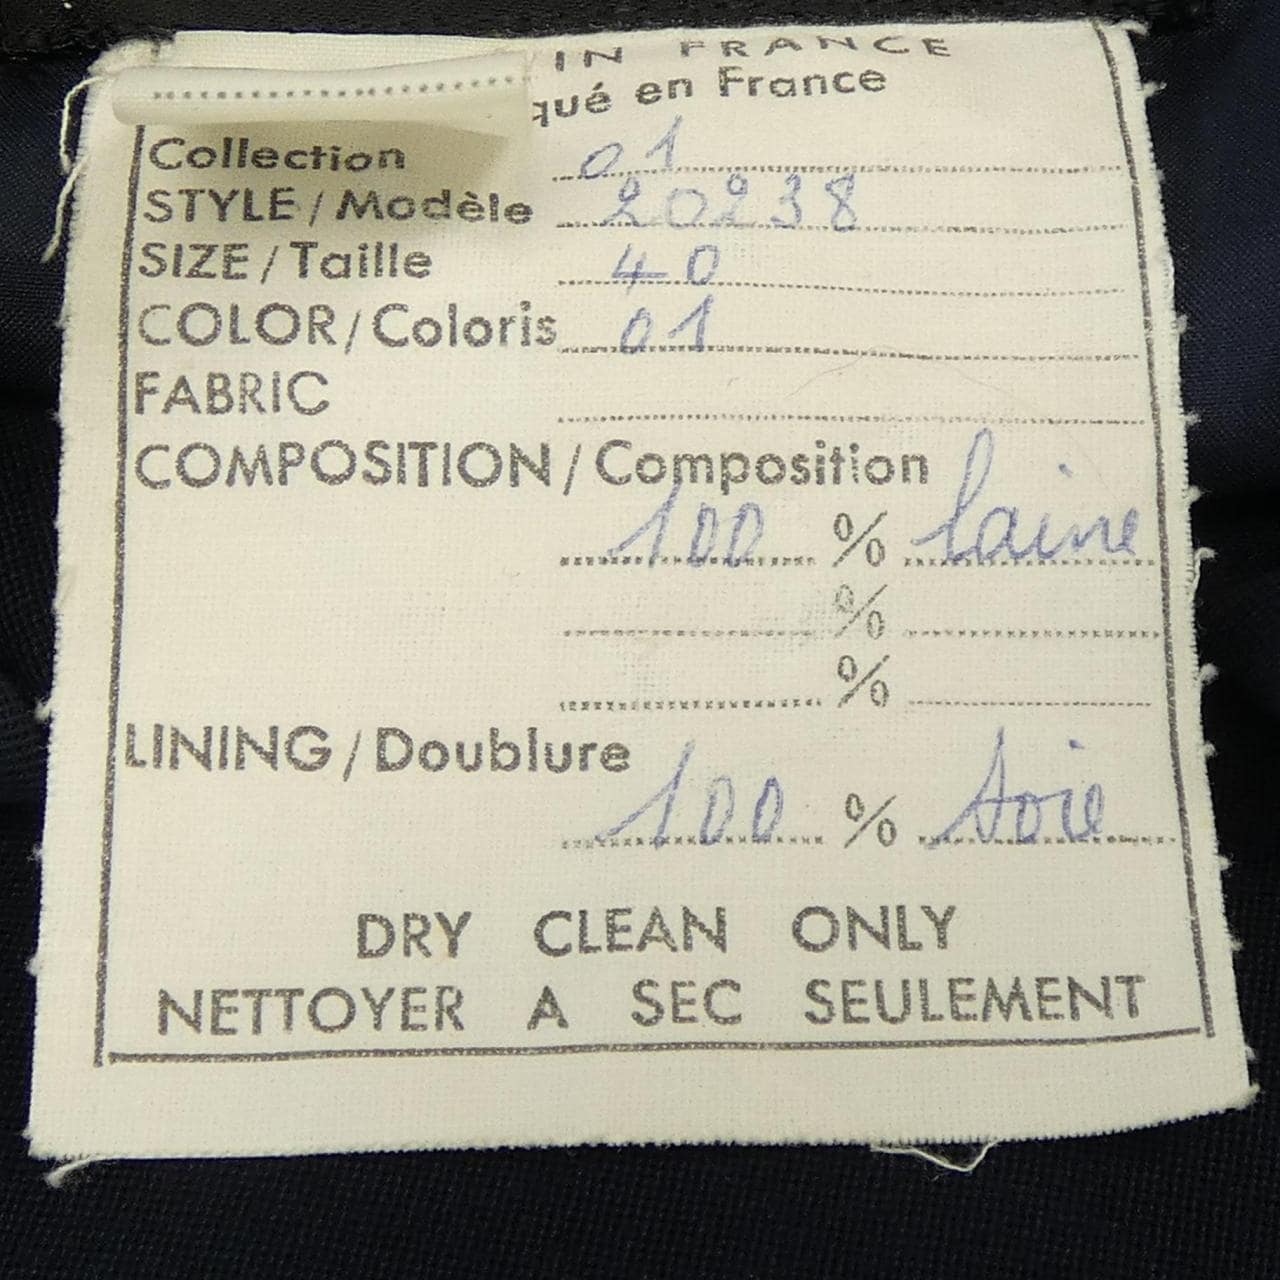 IN FRANCE
qué en France
Collection 01
STYLE / Modèle 20238
SIZE / Taille 40
COLOR / Coloris 01
FABRIC
COMPOSITION / Composition
100 % laine
%
%
LINING / Doublure
100 % soie
DRY CLEAN ONLY
NETTOYER A SEC SEULEMENT